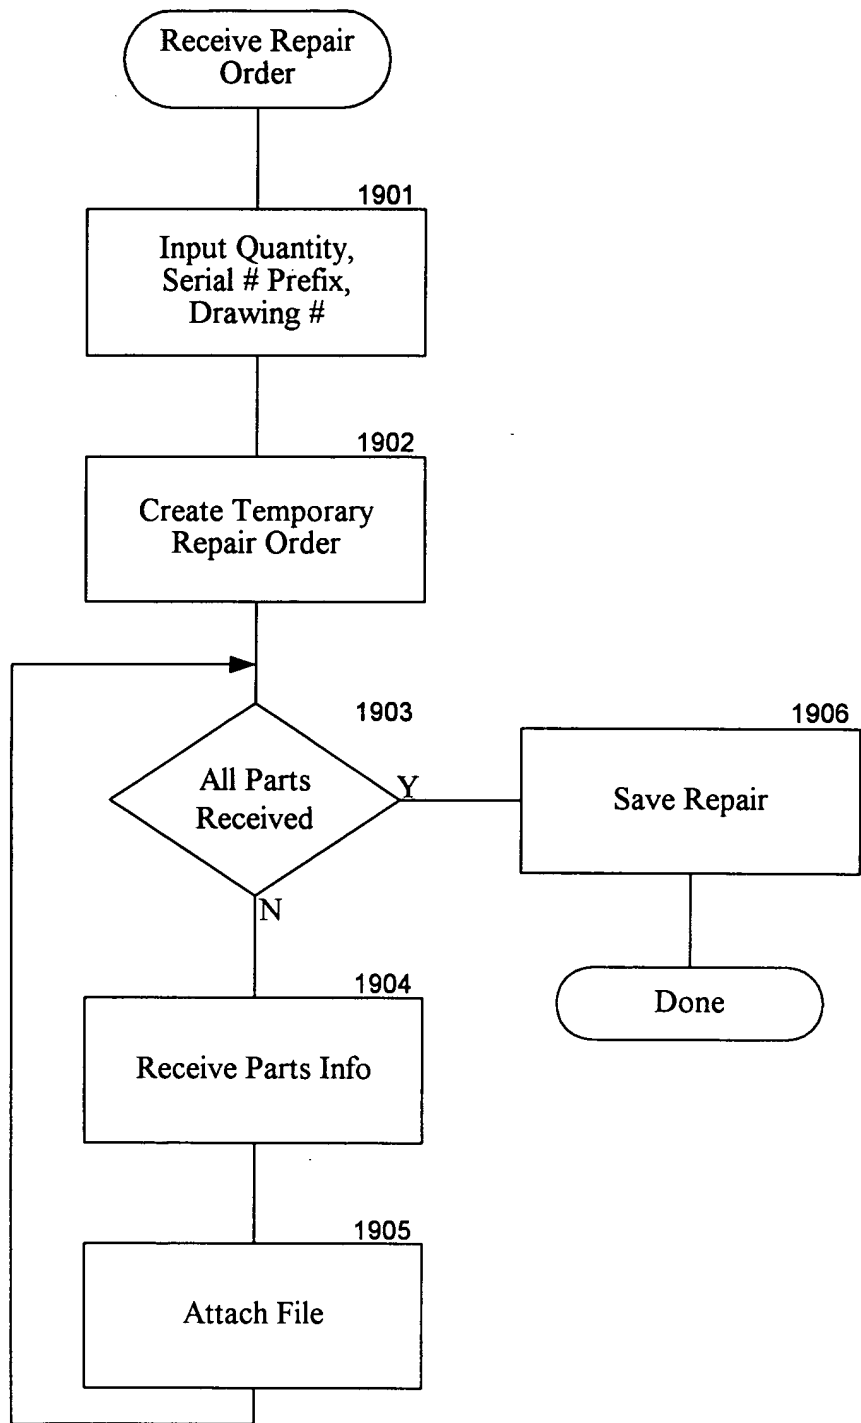 Receive Repair
Order
1901
Input Quantity,
Serial # Prefix,
Drawing #
1902
Create Temporary
Repair Order
1903
All Parts
Received
Y
N
1906
Save Repair
Done
1904
Receive Parts Info
1905
Attach File